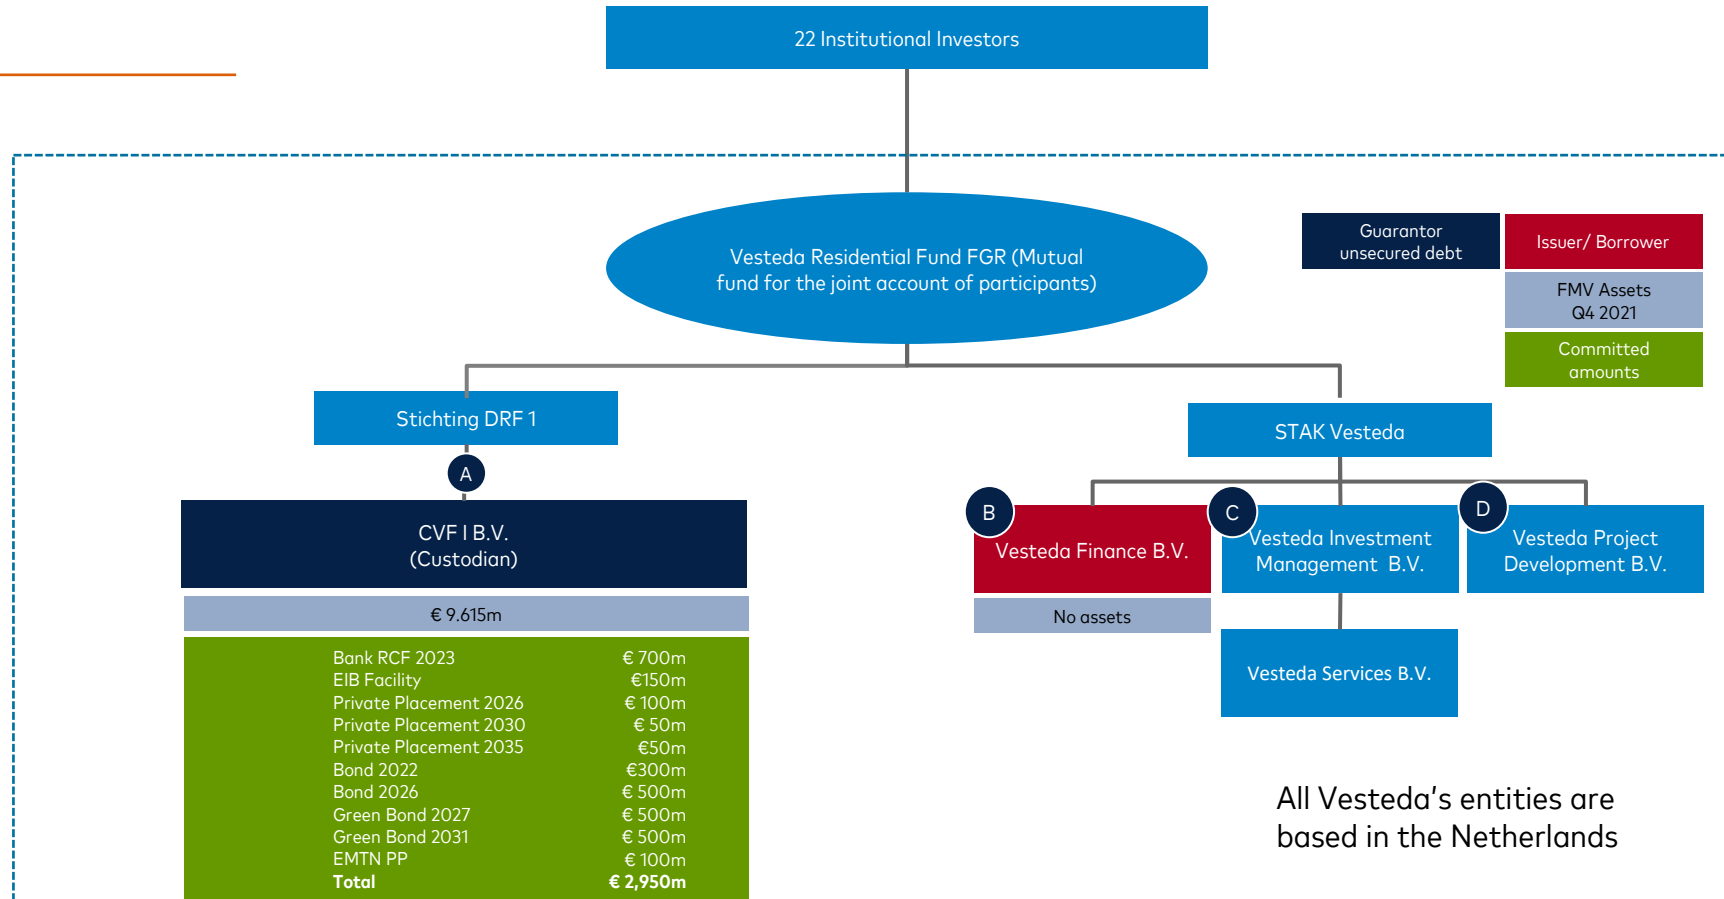 22 Institutional Investors
Vesteda Residential Fund FGR (Mutual
fund for the joint account of participants)
Guarantor
unsecured debt
Issuer/ Borrower
FMV Assets
Q4 2021
Committed
amounts
Stichting DRF 1
STAK Vesteda
A
CVF I B.V.
(Custodian)
€ 9.615m
Bank RCF 2023 € 700m
EIB Facility €150m
Private Placement 2026 € 100m
Private Placement 2030 € 50m
Private Placement 2035 €50m
Bond 2022 €300m
Bond 2026 € 500m
Green Bond 2027 € 500m
Green Bond 2031 € 500m
EMTN PP € 100m
Total € 2,950m
B
Vesteda Finance B.V.
No assets
C
Vesteda Investment
Management B.V.
D
Vesteda Project
Development B.V.
Vesteda Services B.V.
All Vesteda's entities are
based in the Netherlands